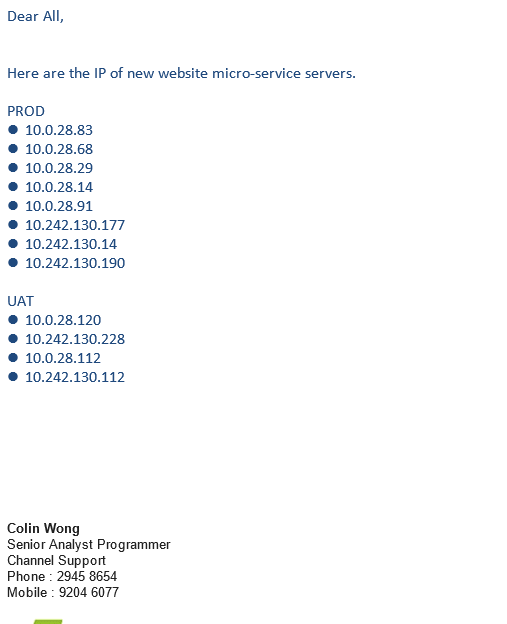 Dear All,
Here are the IP of new website micro-service servers.
PROD
● 10.0.28.83
● 10.0.28.68
● 10.0.28.29
● 10.0.28.14
● 10.0.28.91
● 10.242.130.177
● 10.242.130.14
● 10.242.130.190
UAT
● 10.0.28.120
● 10.242.130.228
● 10.0.28.112
● 10.242.130.112
Colin Wong
Senior Analyst Programmer
Channel Support
Phone : 2945 8654
Mobile : 9204 6077